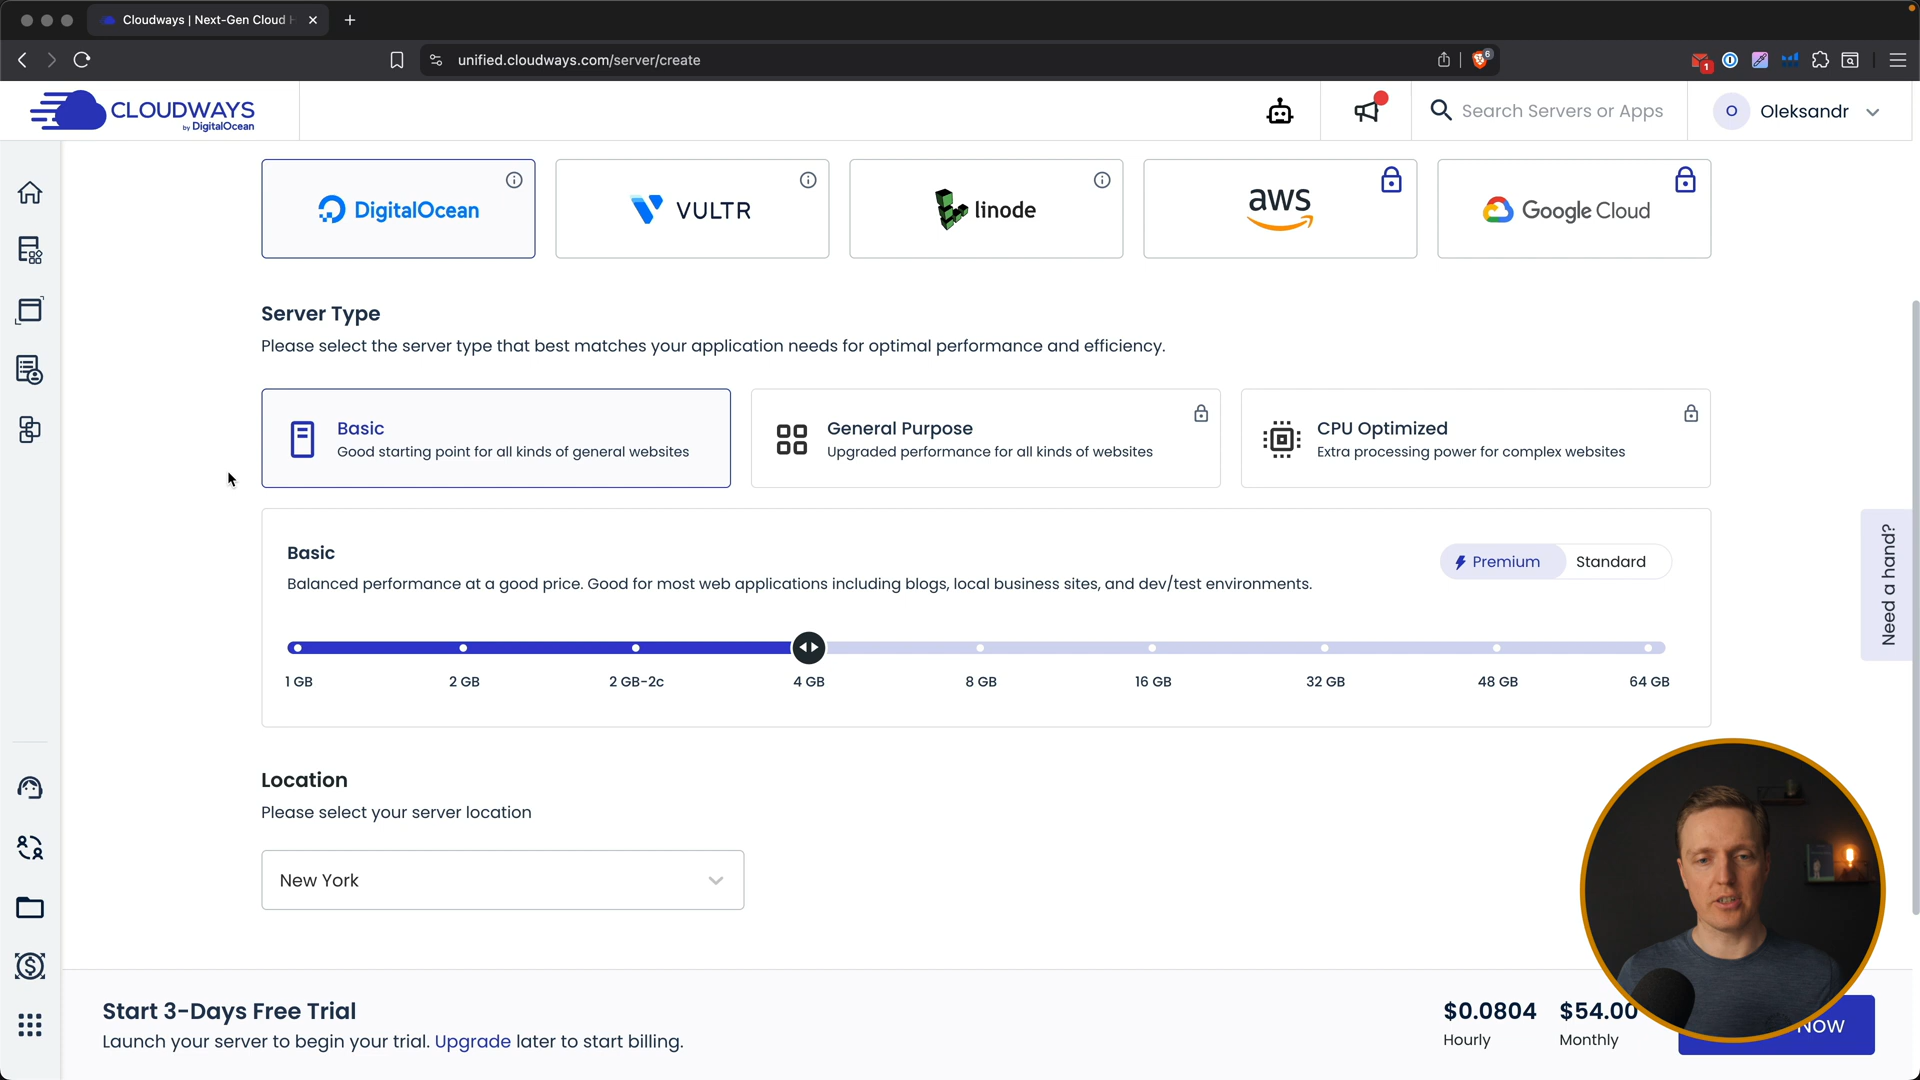 Cloudways | Next-Gen Cloud H
unified.cloudways.com/server/create
6
1
CLOUDWAYS
by DigitalOcean
Search Servers or Apps
O
Oleksandr
DigitalOcean
VULTR
linode
aws
Google Cloud
Server Type
Please select the server type that best matches your application needs for optimal performance and efficiency.
Basic
Good starting point for all kinds of general websites
General Purpose
Upgraded performance for all kinds of websites
CPU Optimized
Extra processing power for complex websites
Basic
Balanced performance at a good price. Good for most web applications including blogs, local business sites, and dev/test environments.
Premium
Standard
1 GB
2 GB
2 GB-2c
4 GB
8 GB
16 GB
32 GB
48 GB
64 GB
Need a hand?
Location
Please select your server location
New York
Start 3-Days Free Trial
Launch your server to begin your trial. Upgrade later to start billing.
$0.0804
Hourly
$54.00
Monthly
NOW